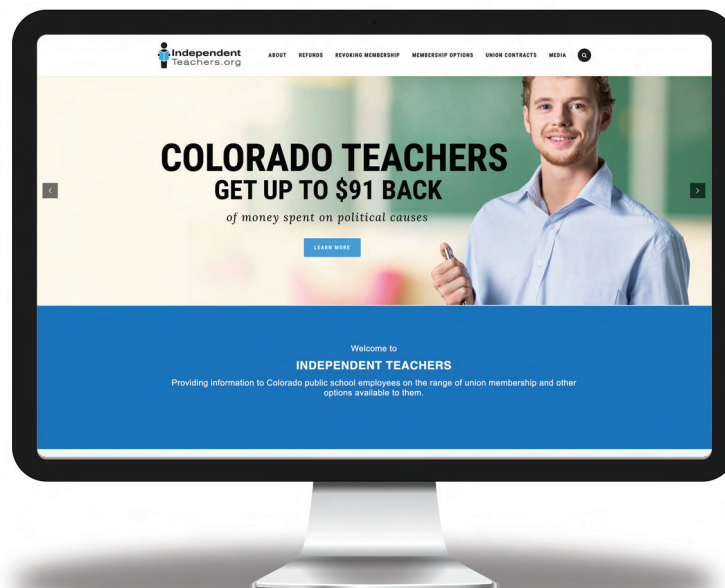 Independent
Teachers.org
ABOUT REFUNDS REVOKING MEMBERSHIP MEMBERSHIP OPTIONS UNION CONTRACTS MEDIA
COLORADO TEACHERS
GET UP TO $91 BACK
of money spent on political causes
LEARN MORE
Welcome to
INDEPENDENT TEACHERS
Providing information to Colorado public school employees on the range of union membership and other
options available to them.